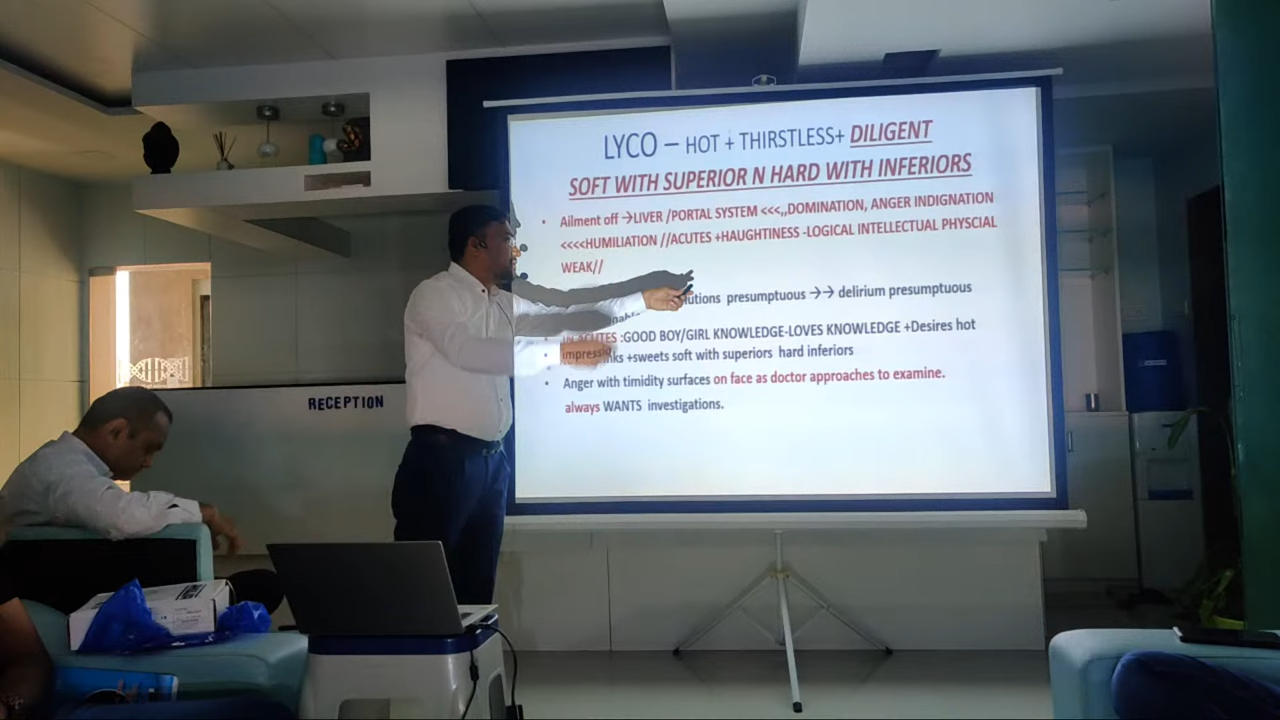 LYCO – HOT + THIRSTLESS+ DILIGENT
SOFT WITH SUPERIOR N HARD WITH INFERIORS
• Ailment off →LIVER /PORTAL SYSTEM <<<,,DOMINATION, ANGER INDIGNATION
<<<<HUMILIATION //ACUTES +HAUGHTINESS -LOGICAL INTELLECTUAL PHYSCIAL
WEAK//
presumptuous →→ delirium presumptuous
IN ACUTES :GOOD BOY/GIRL KNOWLEDGE-LOVES KNOWLEDGE +Desires hot
+sweets soft with superiors hard inferiors
• Anger with timidity surfaces on face as doctor approaches to examine.
always WANTS investigations.
RECEPTION